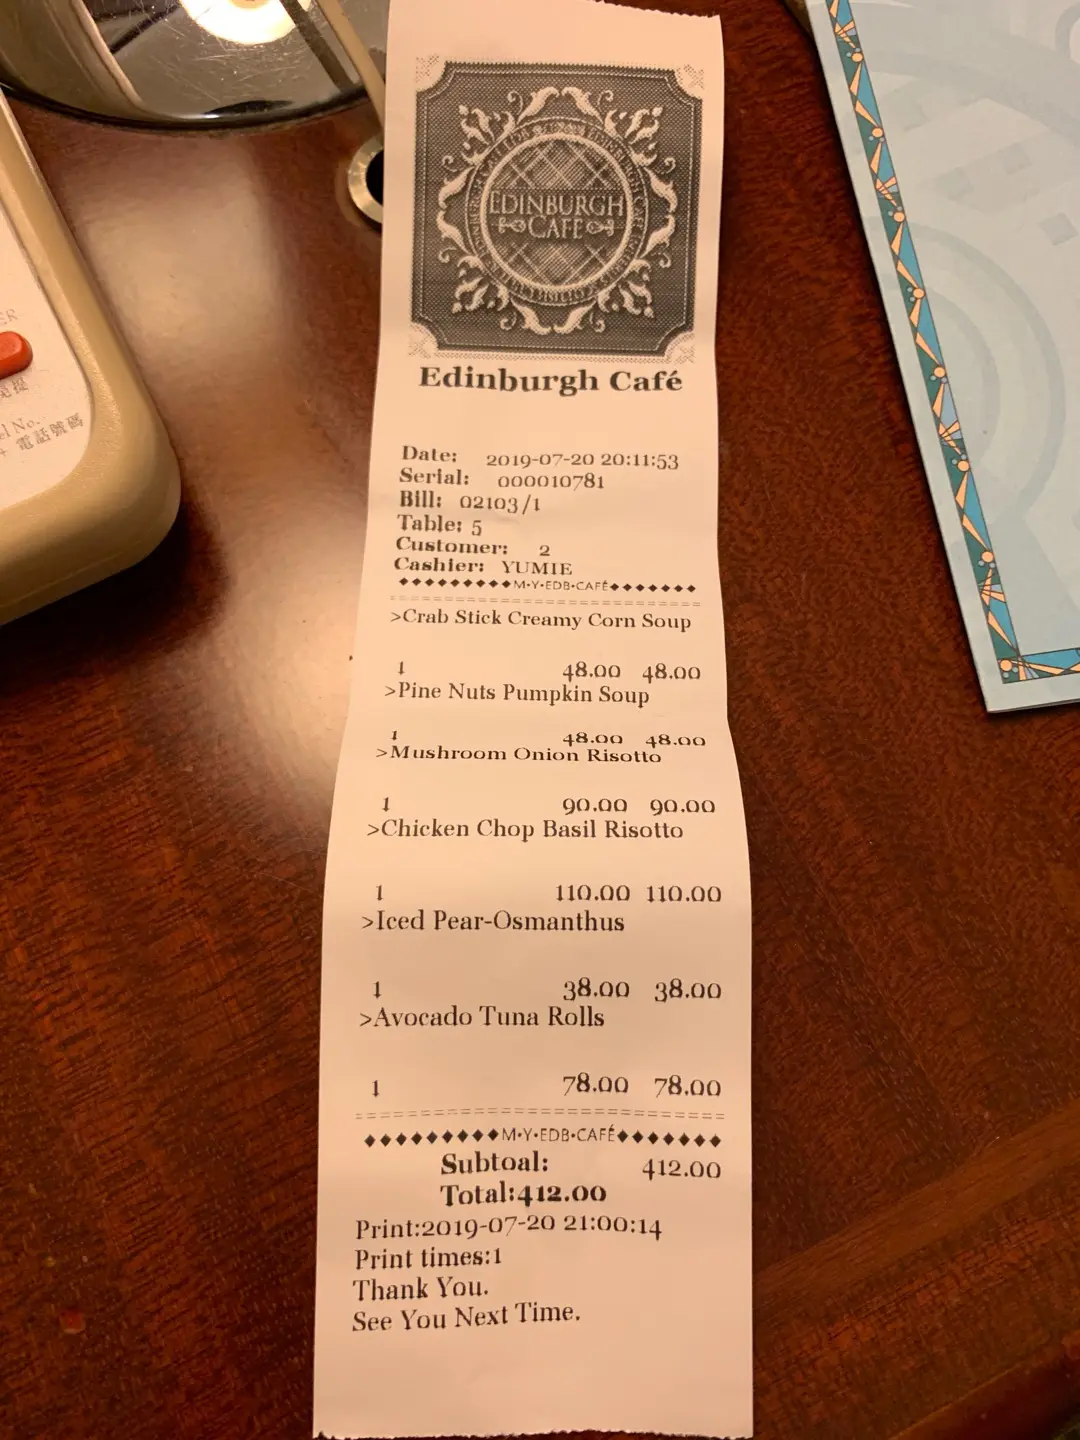 EDINBURGH
CAFE
Edinburgh Café
Date: 2019-07-20 20:11:53
Serial: 000010781
Bill: 02103/1
Table: 5
Customer: 2
Cashier: YUMIE
◆◆◆◆◆◆◆◆◆M·Y·EDB·CAFÉ◆◆◆◆◆◆◆
>Crab Stick Creamy Corn Soup
1 48.00 48.00
>Pine Nuts Pumpkin Soup
1 48.00 48.00
>Mushroom Onion Risotto
1 90.00 90.00
>Chicken Chop Basil Risotto
1 110.00 110.00
>Iced Pear-Osmanthus
1 38.00 38.00
>Avocado Tuna Rolls
1 78.00 78.00
◆◆◆◆◆◆◆◆◆M·Y·EDB·CAFÉ◆◆◆◆◆◆◆
Subtoal: 412.00
Total:412.00
Print:2019-07-20 21:00:14
Print times:1
Thank You.
See You Next Time.
No.
電話號碼